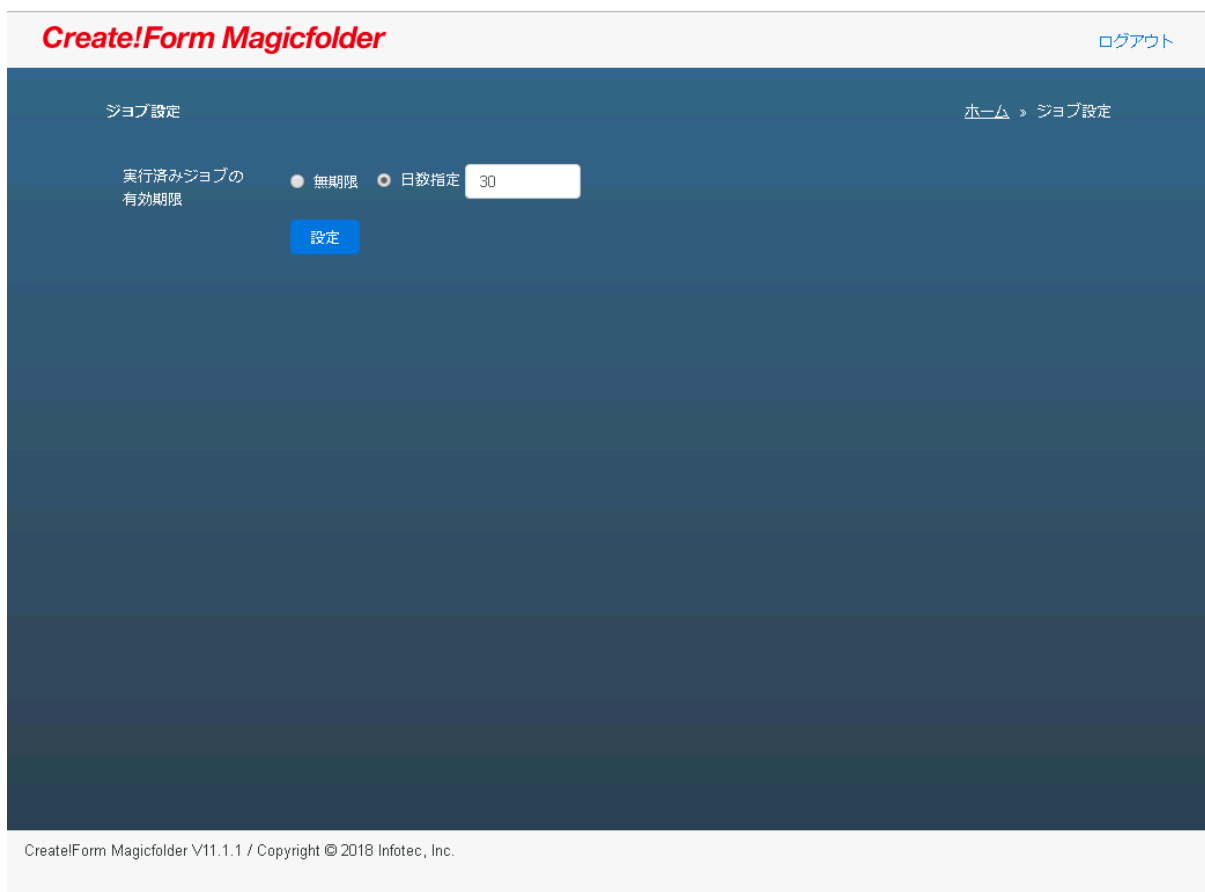 Create!Form Magicfolder
ログアウト
ジョブ設定
ホーム » ジョブ設定
実行済みジョブの
有効期限
無期限 日数指定 30
設定
Create!Form Magicfolder V11.1.1 / Copyright © 2018 Infotec, Inc.